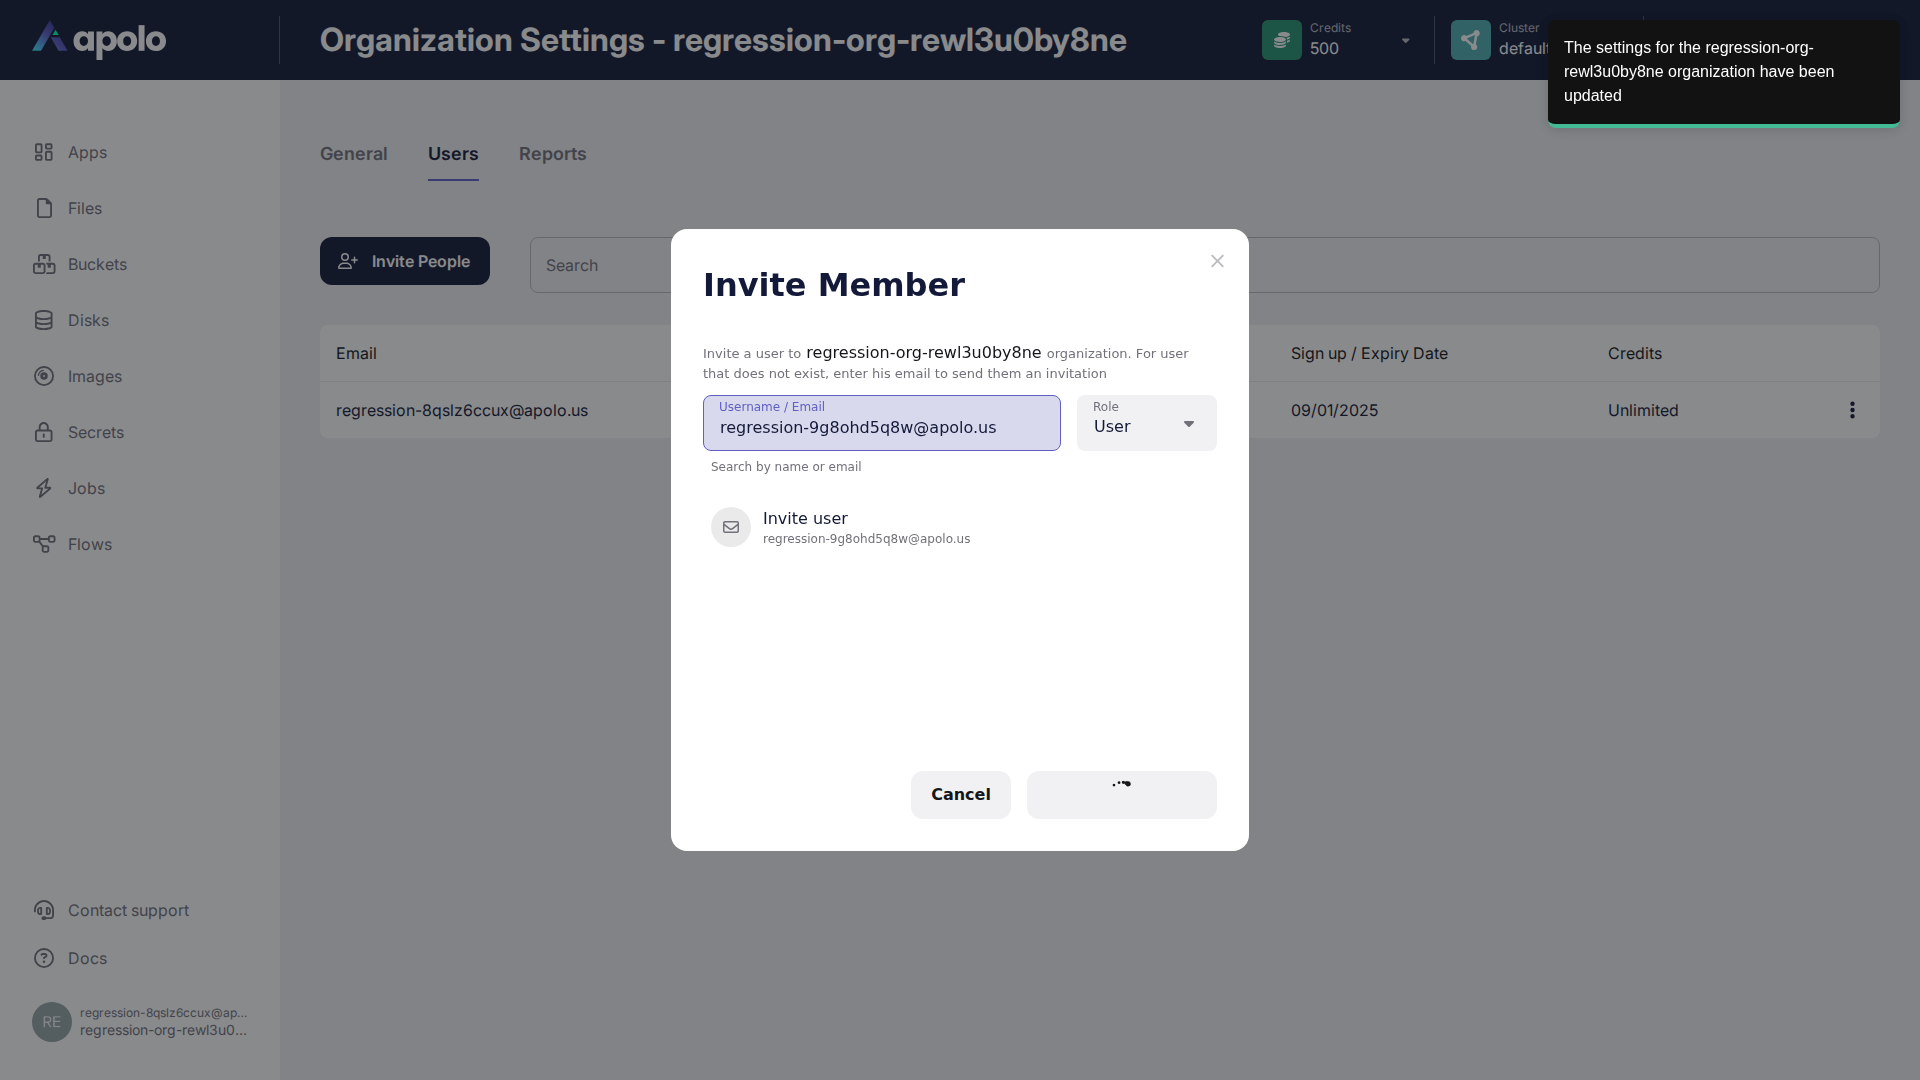 apolo
Organization Settings - regression-org-rewl3u0by8ne
Credits
500
Cluster
default
The settings for the regression-org-
rewl3u0by8ne organization have been
updated
Apps
Files
Buckets
Disks
Images
Secrets
Jobs
Flows
Contact support
Docs
RE
regression-8qslz6ccux@ap...
regression-org-rewl3u0...
General
Users
Reports
Invite People
Search
Email
Sign up / Expiry Date
Credits
regression-8qslz6ccux@apolo.us
09/01/2025
Unlimited
Invite Member
Invite a user to regression-org-rewl3u0by8ne organization. For user
that does not exist, enter his email to send them an invitation
Username / Email
regression-9g8ohd5q8w@apolo.us
Role
User
Search by name or email
Invite user
regression-9g8ohd5q8w@apolo.us
Cancel